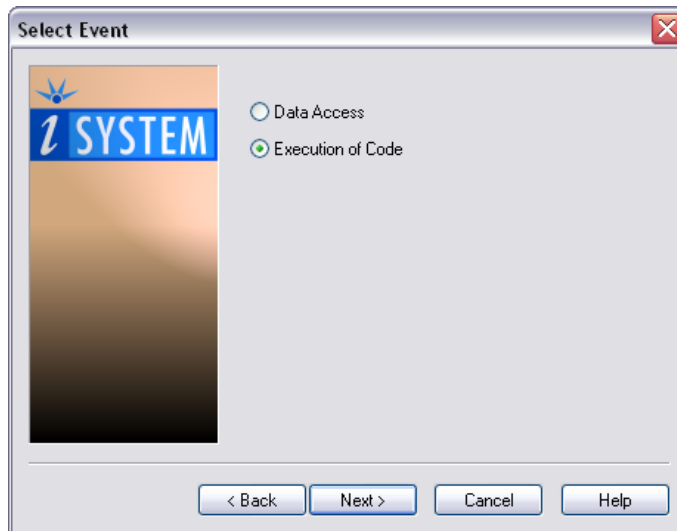 Select Event
i SYSTEM
Data Access
Execution of Code
< Back Next > Cancel Help